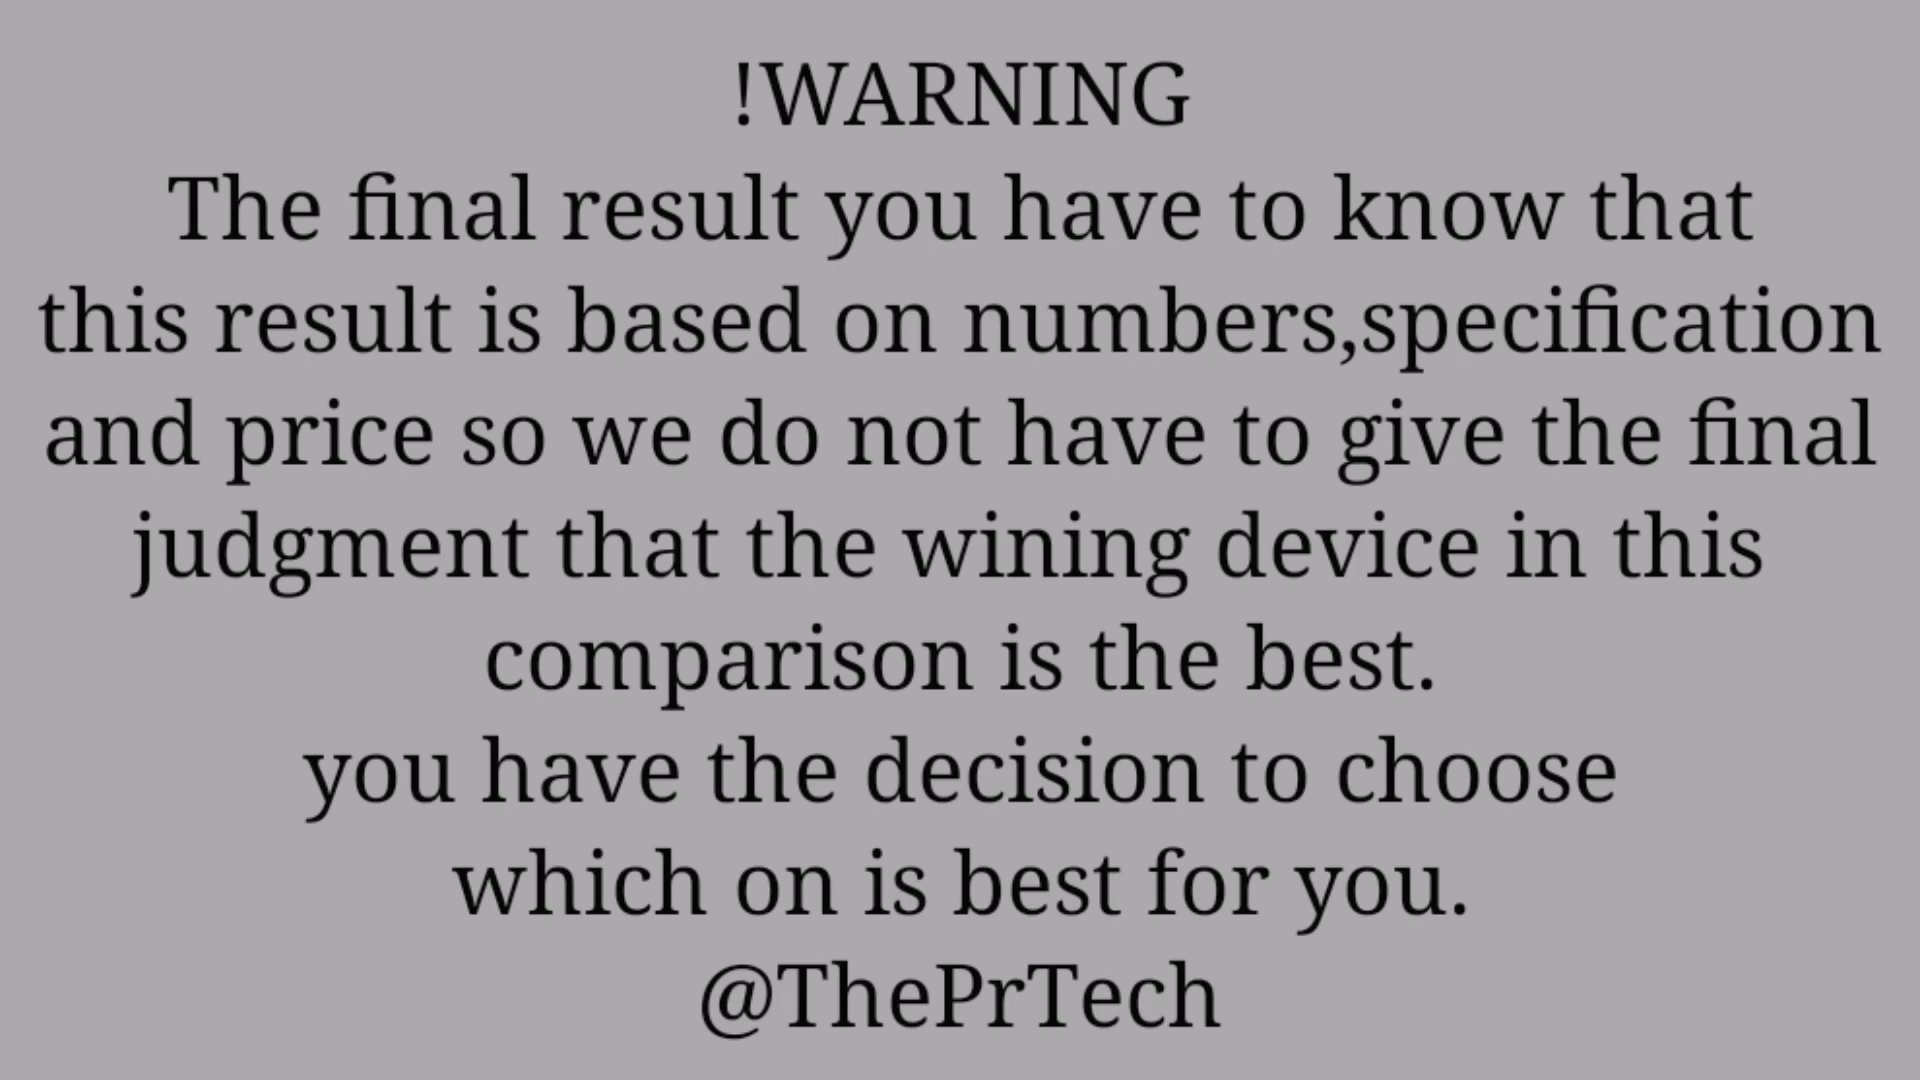 !WARNING
The final result you have to know that
this result is based on numbers,specification
and price so we do not have to give the final
judgment that the wining device in this
comparison is the best.
you have the decision to choose
which on is best for you.
@ThePrTech